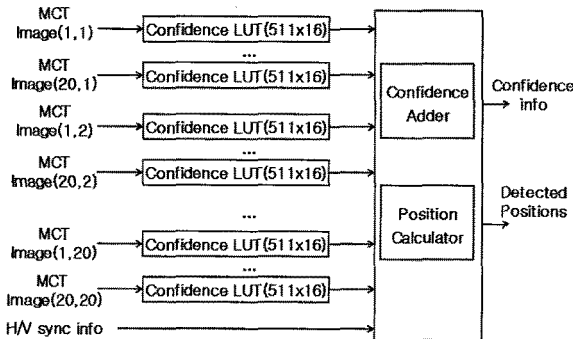 MCT
Image(1,1)
Confidence LUT(511x16)
...
MCT
Image(20,1)
Confidence LUT(511x16)
MCT
Image(1,2)
Confidence LUT(511x16)
...
MCT
Image(20,2)
Confidence LUT(511x16)
...
MCT
Image(1,20)
Confidence LUT(511x16)
...
MCT
Image(20,20)
Confidence LUT(511x16)
H/V sync info
Confidence
Adder
Position
Calculator
Confidence
info
Detected
Positions